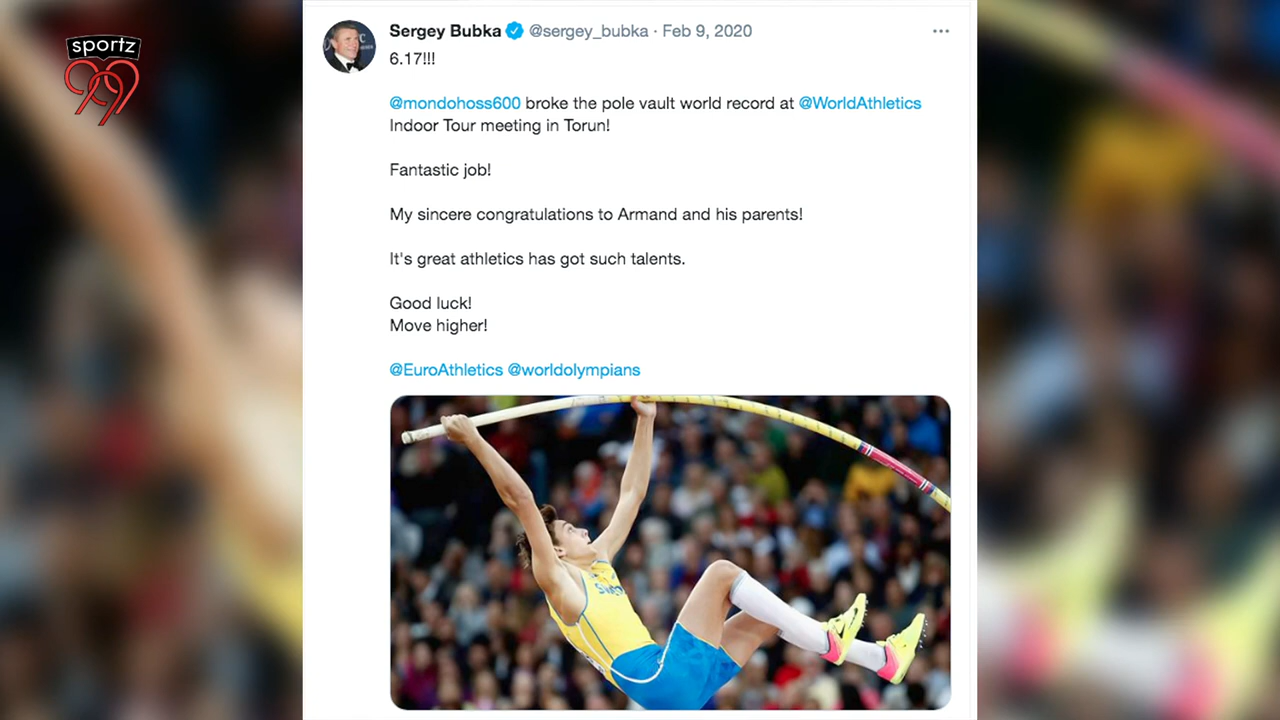 sportz
99
Sergey Bubka @sergey_bubka · Feb 9, 2020
6.17!!!
@mondohoss600 broke the pole vault world record at @WorldAthletics
Indoor Tour meeting in Torun!
Fantastic job!
My sincere congratulations to Armand and his parents!
It's great athletics has got such talents.
Good luck!
Move higher!
@EuroAthletics @worldolympians